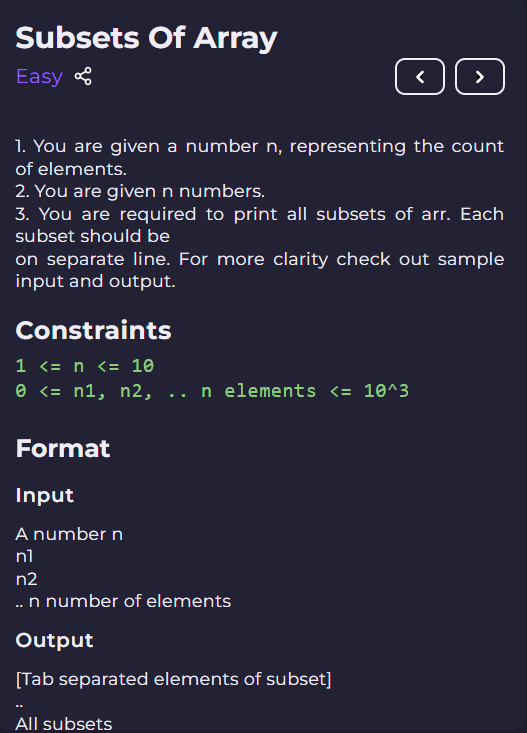 Subsets Of Array
Easy
1. You are given a number n, representing the count
of elements.
2. You are given n numbers.
3. You are required to print all subsets of arr. Each
subset should be
on separate line. For more clarity check out sample
input and output.
Constraints
1 <= n <= 10
0 <= n1, n2, .. n elements <= 10^3
Format
Input
A number n
n1
n2
.. n number of elements
Output
[Tab separated elements of subset]
..
All subsets